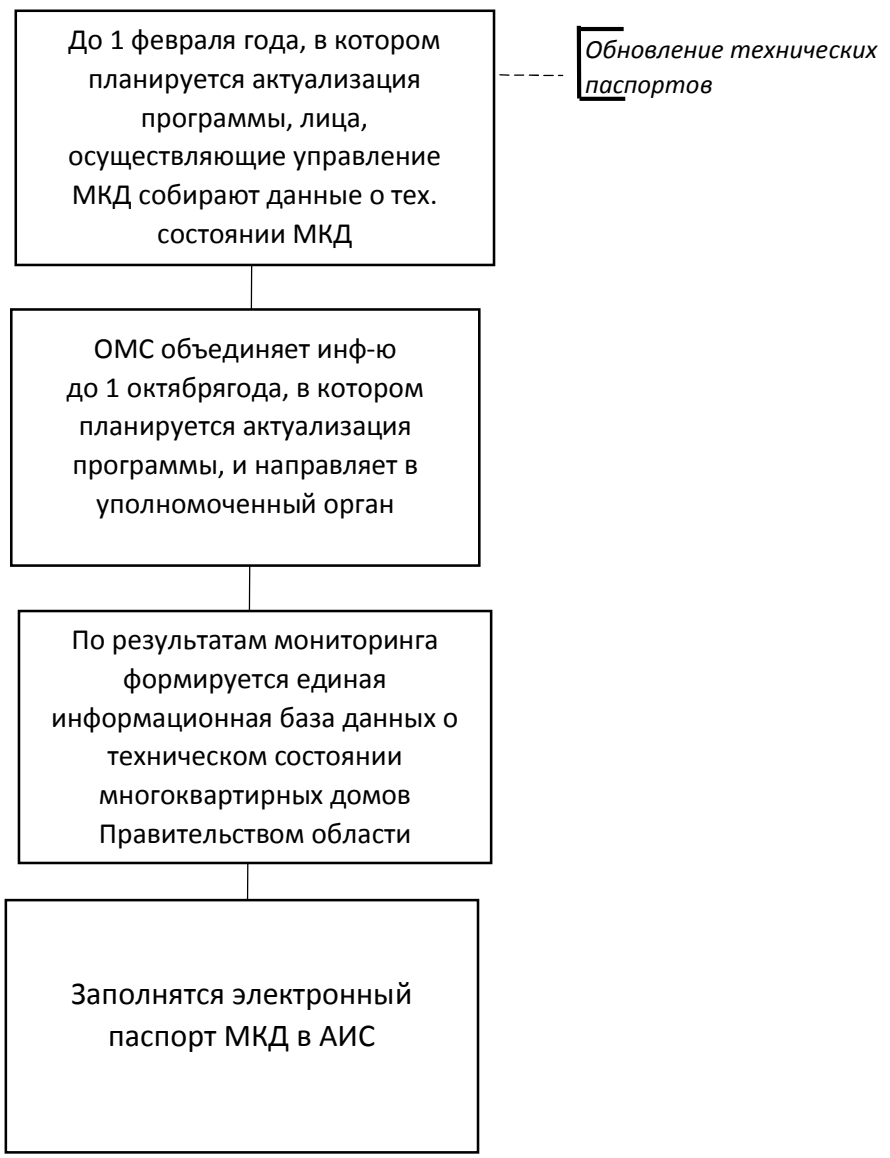 До 1 февраля года, в котором
планируется актуализация
программы, лица,
осуществляющие управление
МКД собирают данные о тех.
состоянии МКД
Обновление технических
паспортов
ОМС объединяет инф-ю
до 1 октябрягода, в котором
планируется актуализация
программы, и направляет в
уполномоченный орган
По результатам мониторинга
формируется единая
информационная база данных о
техническом состоянии
многоквартирных домов
Правительством области
Заполнятся электронный
паспорт МКД в АИС